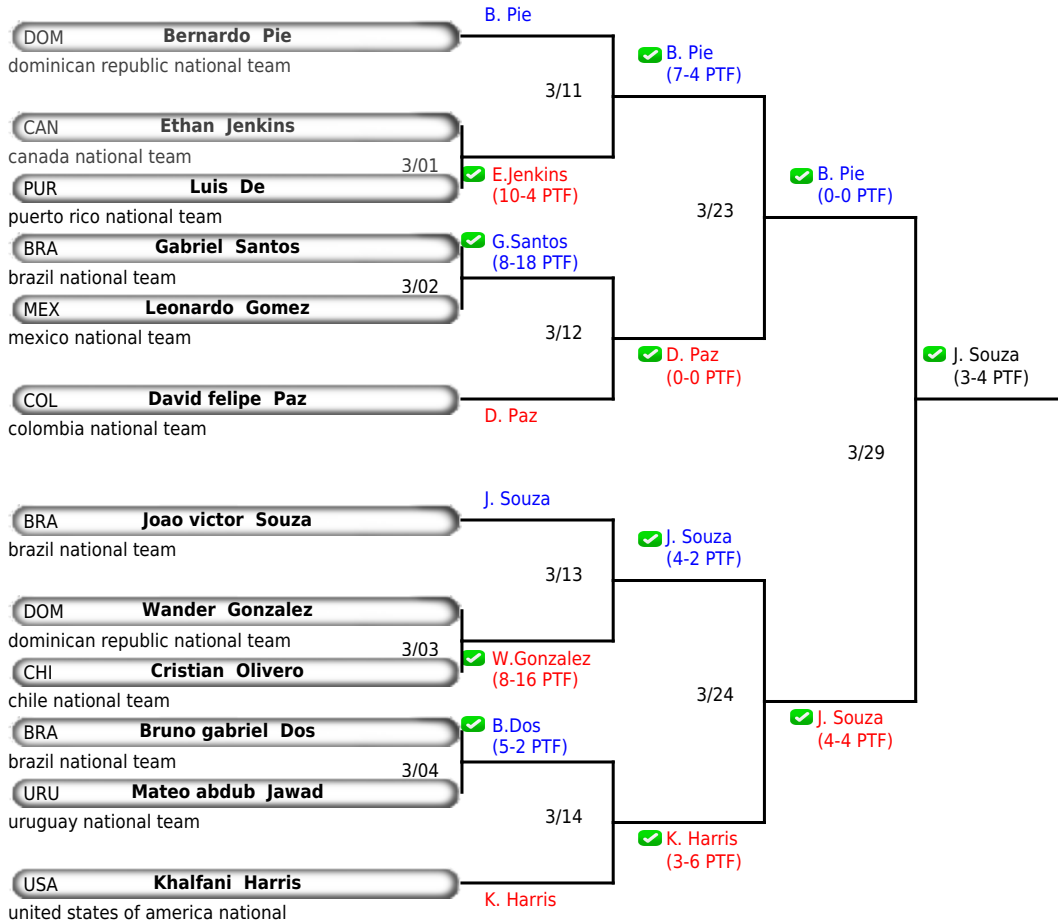 B. Pie
DOM Bernardo Pie
dominican republic national team
3/11
B. Pie
(7-4 PTF)
CAN Ethan Jenkins
canada national team
3/01
E.Jenkins
(10-4 PTF)
PUR Luis De
puerto rico national team
B. Pie
(0-0 PTF)
3/23
BRA Gabriel Santos
brazil national team
G.Santos
(8-18 PTF)
3/02
MEX Leonardo Gomez
mexico national team
3/12
D. Paz
(0-0 PTF)
COL David felipe Paz
colombia national team
D. Paz
J. Souza
(3-4 PTF)
3/29
J. Souza
BRA Joao victor Souza
brazil national team
J. Souza
(4-2 PTF)
3/13
DOM Wander Gonzalez
dominican republic national team
3/03
W.Gonzalez
(8-16 PTF)
CHI Cristian Olivero
chile national team
3/24
BRA Bruno gabriel Dos
brazil national team
B.Dos
(5-2 PTF)
J. Souza
(4-4 PTF)
3/04
URU Mateo abdub Jawad
uruguay national team
3/14
K. Harris
(3-6 PTF)
USA Khalfani Harris
united states of america national
K. Harris